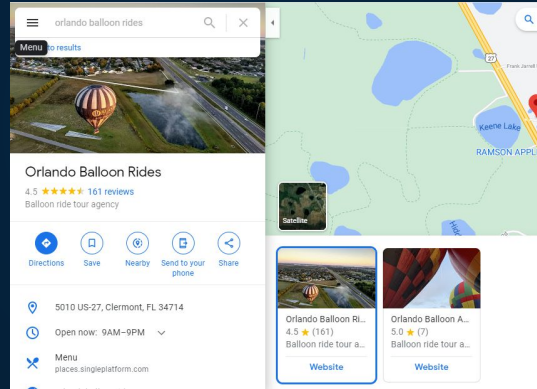 orlando balloon rides
Menu
to results
Orlando Balloon Rides
4.5 ★★★★★ 161 reviews
Balloon ride tour agency
Directions
Save
Nearby
Send to your phone
Share
5010 US-27, Clermont, FL 34714
Open now: 9AM–9PM
Menu
places.singleplatform.com
27
Frank Jarrell
Keene Lake
RAMSON APPL
Satellite
Orlando Balloon Ri...
4.5 ★ (161)
Balloon ride tour a...
Website
Orlando Balloon A...
5.0 ★ (7)
Balloon ride tour a...
Website